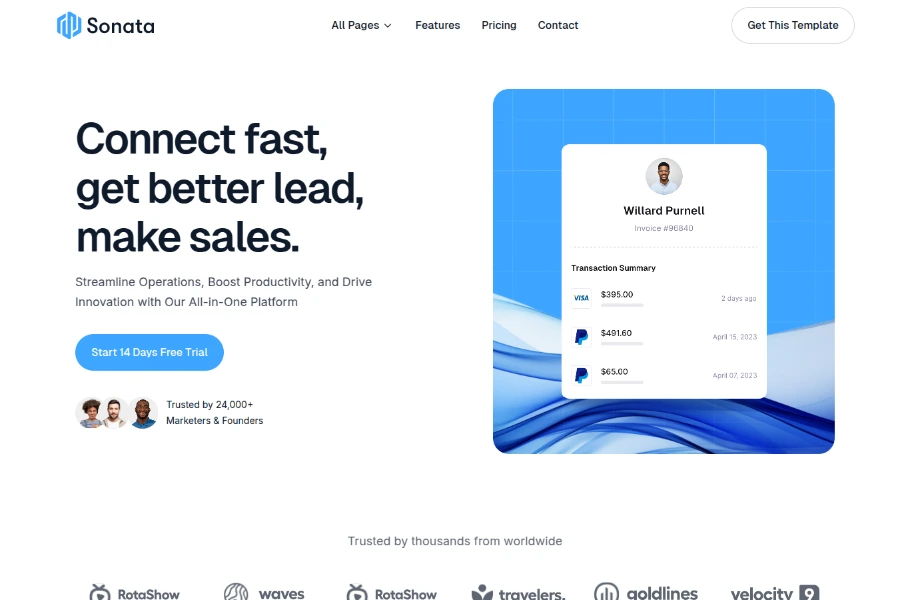 Sonata
All Pages
Features
Pricing
Contact
Get This Template
Connect fast,
get better lead,
make sales.
Streamline Operations, Boost Productivity, and Drive
Innovation with Our All-in-One Platform
Start 14 Days Free Trial
Trusted by 24,000+
Marketers & Founders
Willard Purnell
Invoice #96840
Transaction Summary
VISA
$395.00
2 days ago
$491.60
April 15, 2023
$65.00
April 07, 2023
Trusted by thousands from worldwide
RotaShow
waves
RotaShow
travelers.
goldlines
velocity 9